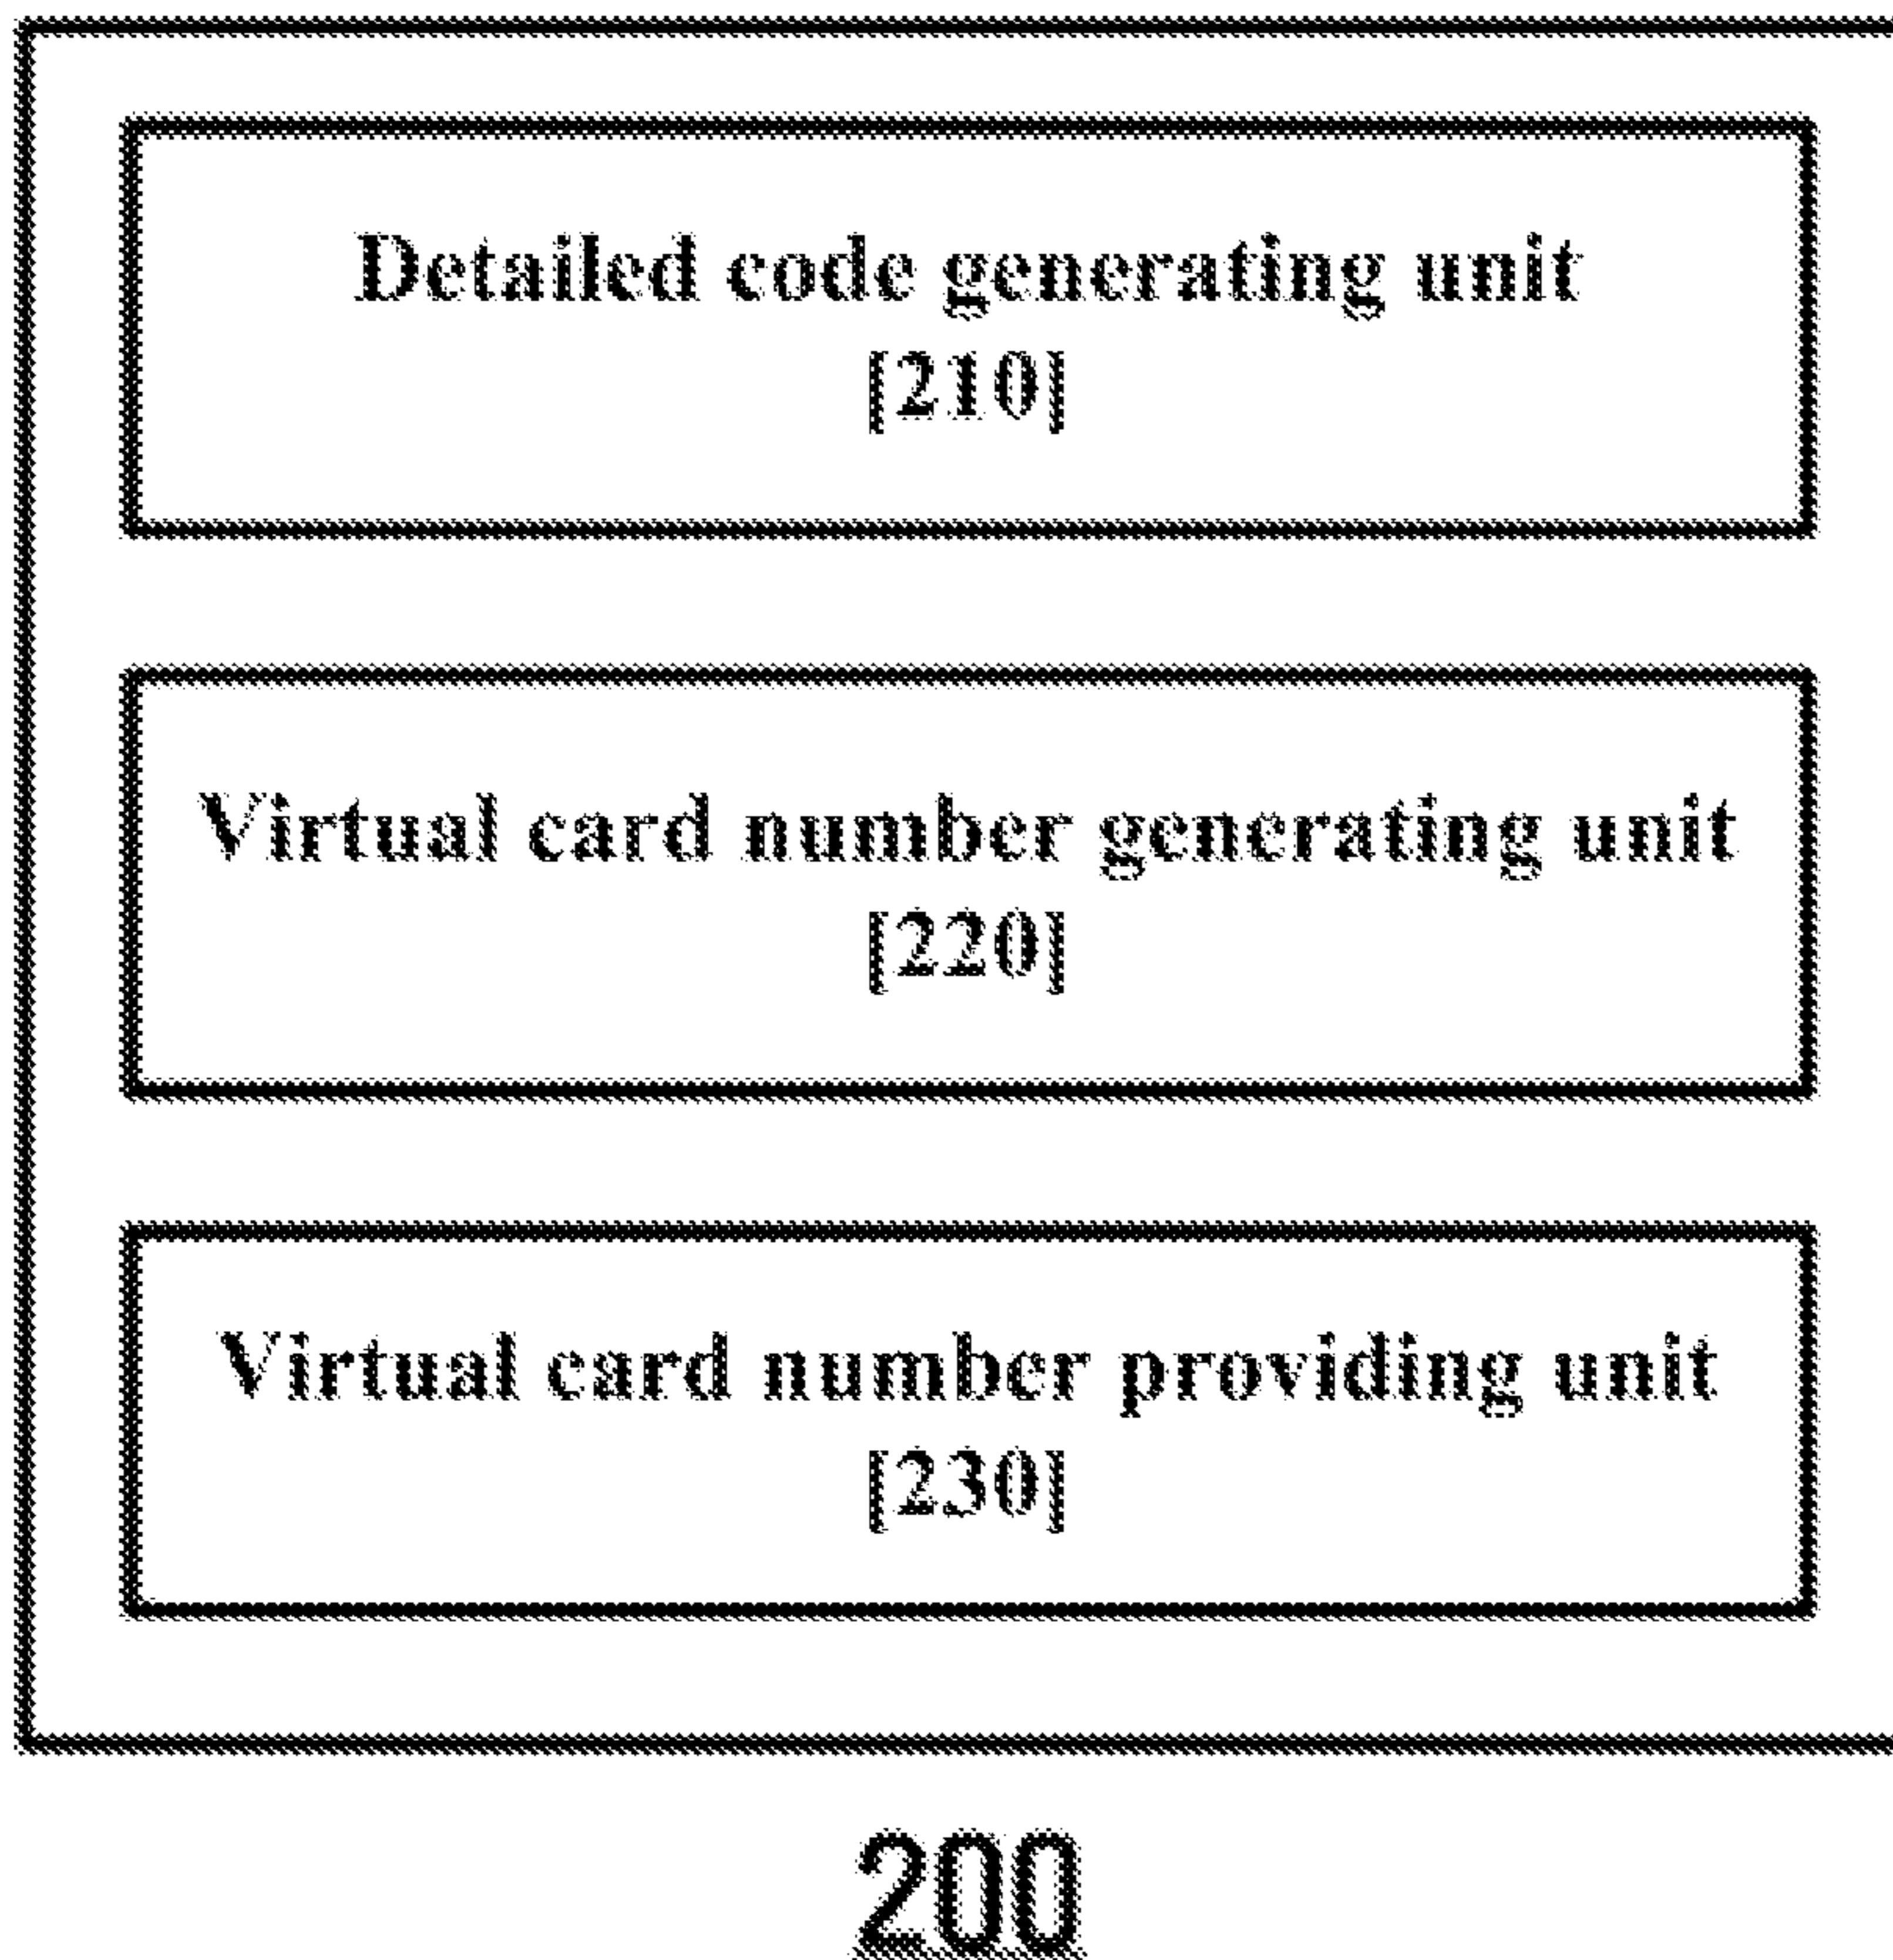 Detailed code generating unit
[210]
Virtual card number generating unit
[220]
Virtual card number providing unit
[230]
200